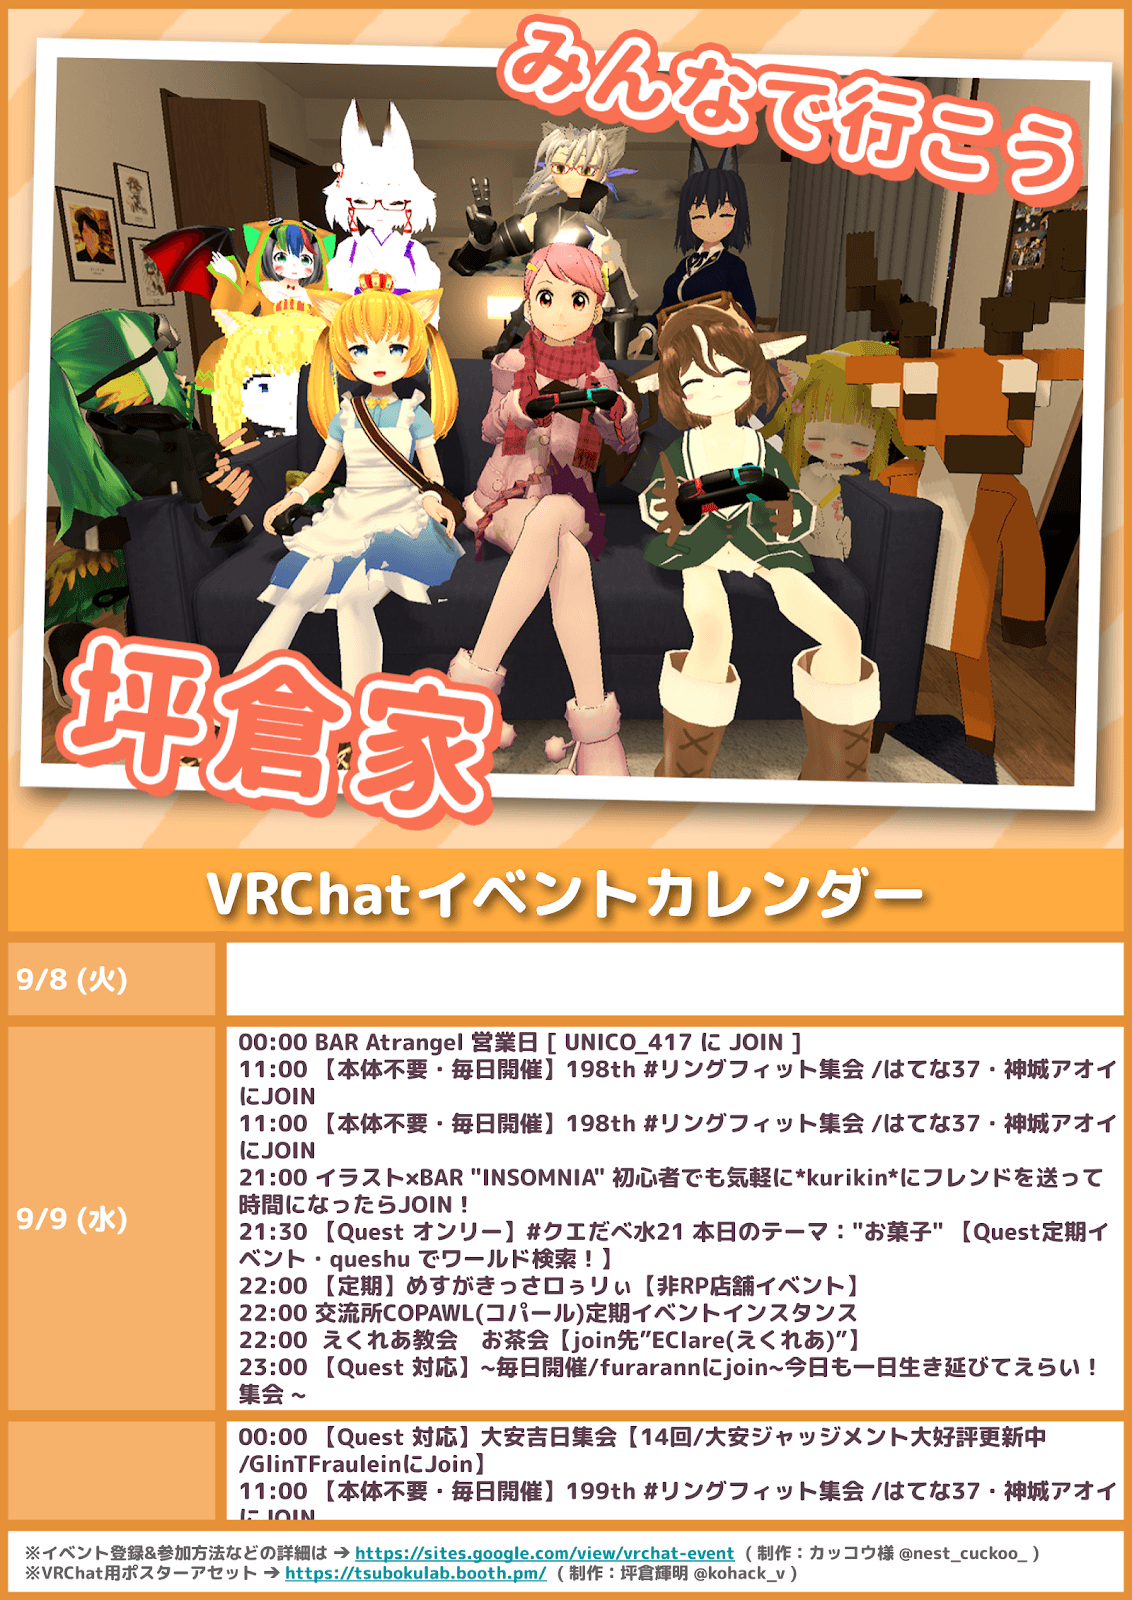 みんなで行こう
坪倉家
VRChatイベントカレンダー
9/8 (火)
9/9 (水)
00:00 BAR Atrangel 営業日 [ UNICO_417 に JOIN ]
11:00 【本体不要・毎日開催】198th #リングフィット集会 /はてな37・神城アオイ
にJOIN
11:00 【本体不要・毎日開催】198th #リングフィット集会 /はてな37・神城アオイ
にJOIN
21:00 イラスト×BAR "INSOMNIA" 初心者でも気軽に*kurikin*にフレンドを送って
時間になったらJOIN！
21:30 【Quest オンリー】#クエだべ水21 本日のテーマ："お菓子" 【Quest定期イ
ベント・queshu でワールド検索！】
22:00 【定期】めすがきっさロぅリぃ【非RP店舗イベント】
22:00 交流所COPAWL(コパール)定期イベントインスタンス
22:00 えくれあ教会　お茶会【join先”EClare(えくれあ)”】
23:00 【Quest 対応】~毎日開催/furarannにjoin~今日も一日生き延びてえらい！
集会 ~
00:00 【Quest 対応】大安吉日集会【14回/大安ジャッジメント大好評更新中
/GlinTFrauleinにJoin】
11:00 【本体不要・毎日開催】199th #リングフィット集会 /はてな37・神城アオイ
にJOIN
※イベント登録&参加方法などの詳細は → https://sites.google.com/view/vrchat-event ( 制作：カッコウ様 @nest_cuckoo_ )
※VRChat用ポスターアセット → https://tsubokulab.booth.pm/ ( 制作：坪倉輝明 @kohack_v )